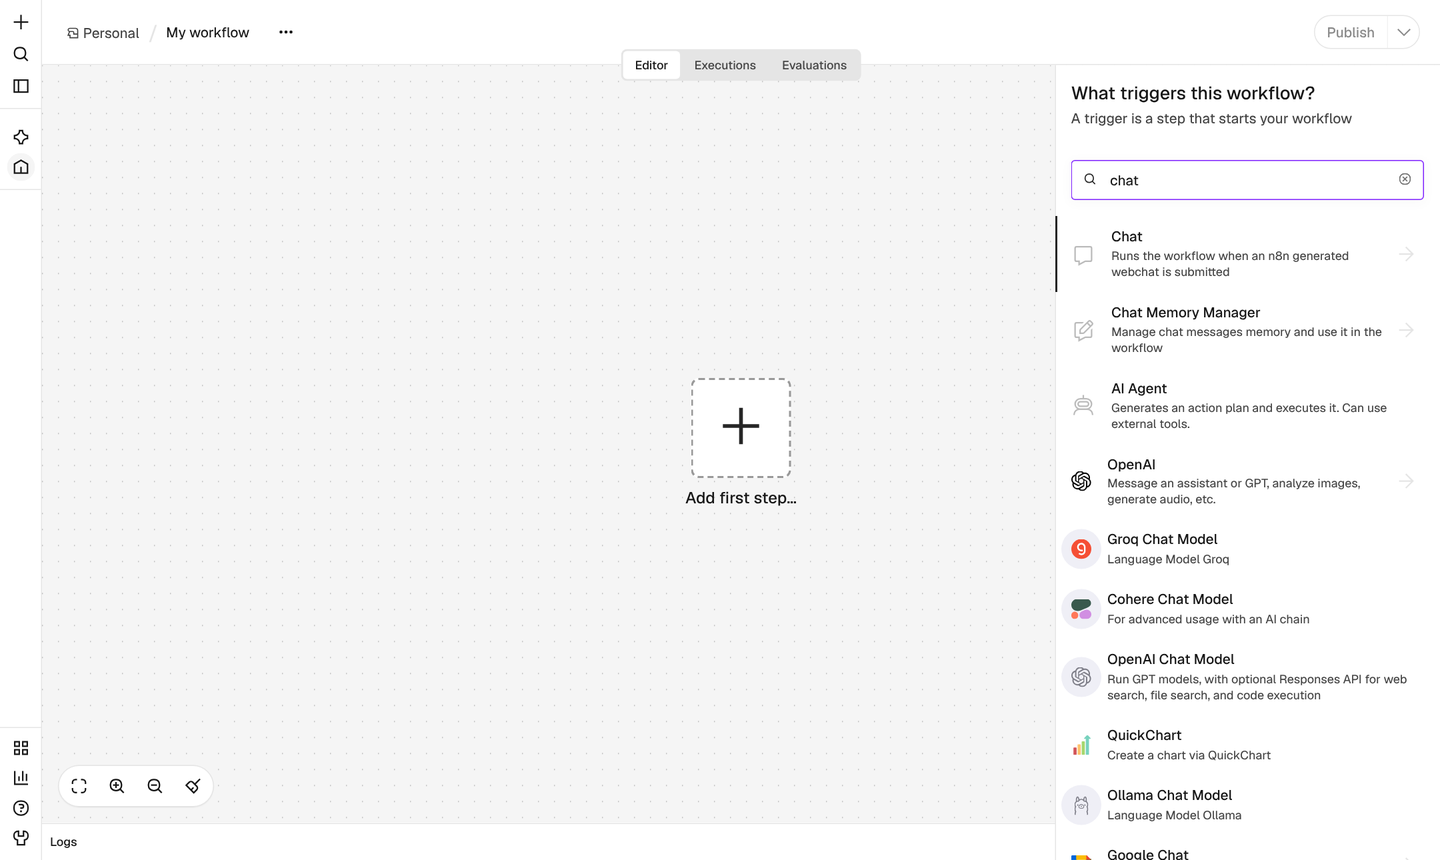 Personal / My workflow
Publish
Editor
Executions
Evaluations
What triggers this workflow?
A trigger is a step that starts your workflow
chat
Chat
Runs the workflow when an n8n generated
webchat is submitted
Chat Memory Manager
Manage chat messages memory and use it in the
workflow
AI Agent
Generates an action plan and executes it. Can use
external tools.
OpenAI
Message an assistant or GPT, analyze images,
generate audio, etc.
Groq Chat Model
Language Model Groq
Cohere Chat Model
For advanced usage with an AI chain
OpenAI Chat Model
Run GPT models, with optional Responses API for web
search, file search, and code execution
QuickChart
Create a chart via QuickChart
Ollama Chat Model
Language Model Ollama
Google Chat
Add first step...
Logs